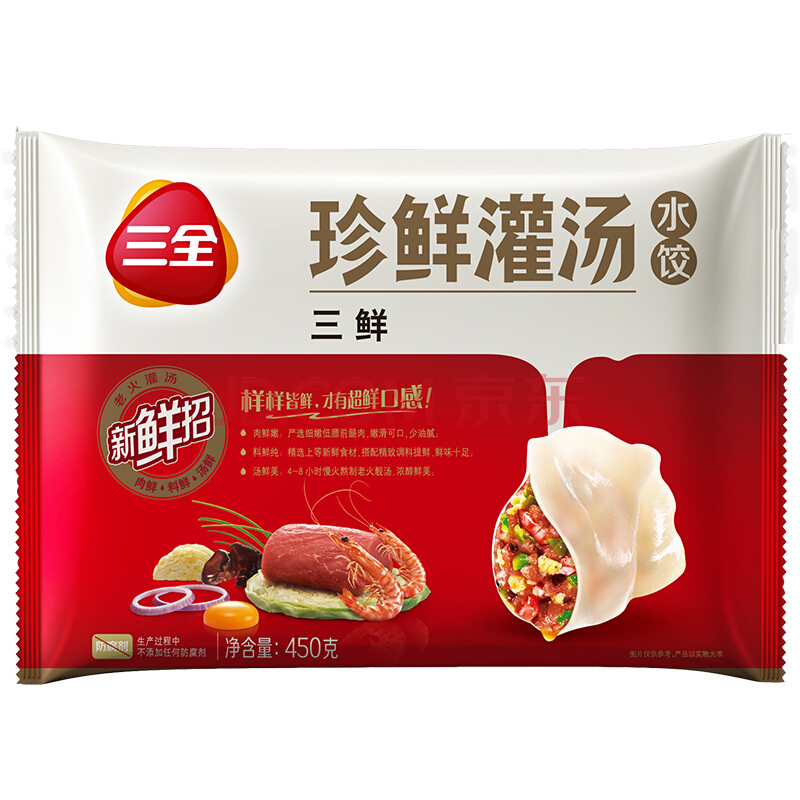 三全
珍鲜灌汤
水饺
三鲜
老火灌汤
新鲜招
肉鲜·料鲜·汤鲜
样样皆鲜,才有超鲜口感!
肉鲜嫩:严选细嫩低膘前腿肉,嫩滑可口、少油腻;
料鲜纯:精选上等新鲜食材,搭配精致调料提鲜,鲜味十足;
汤鲜美:4-8小时慢火熬制老火靓汤,浓醇鲜美;
京东
防腐剂
生产过程中
不添加任何防腐剂
净含量:450克
图片仅供参考,产品以实物为准